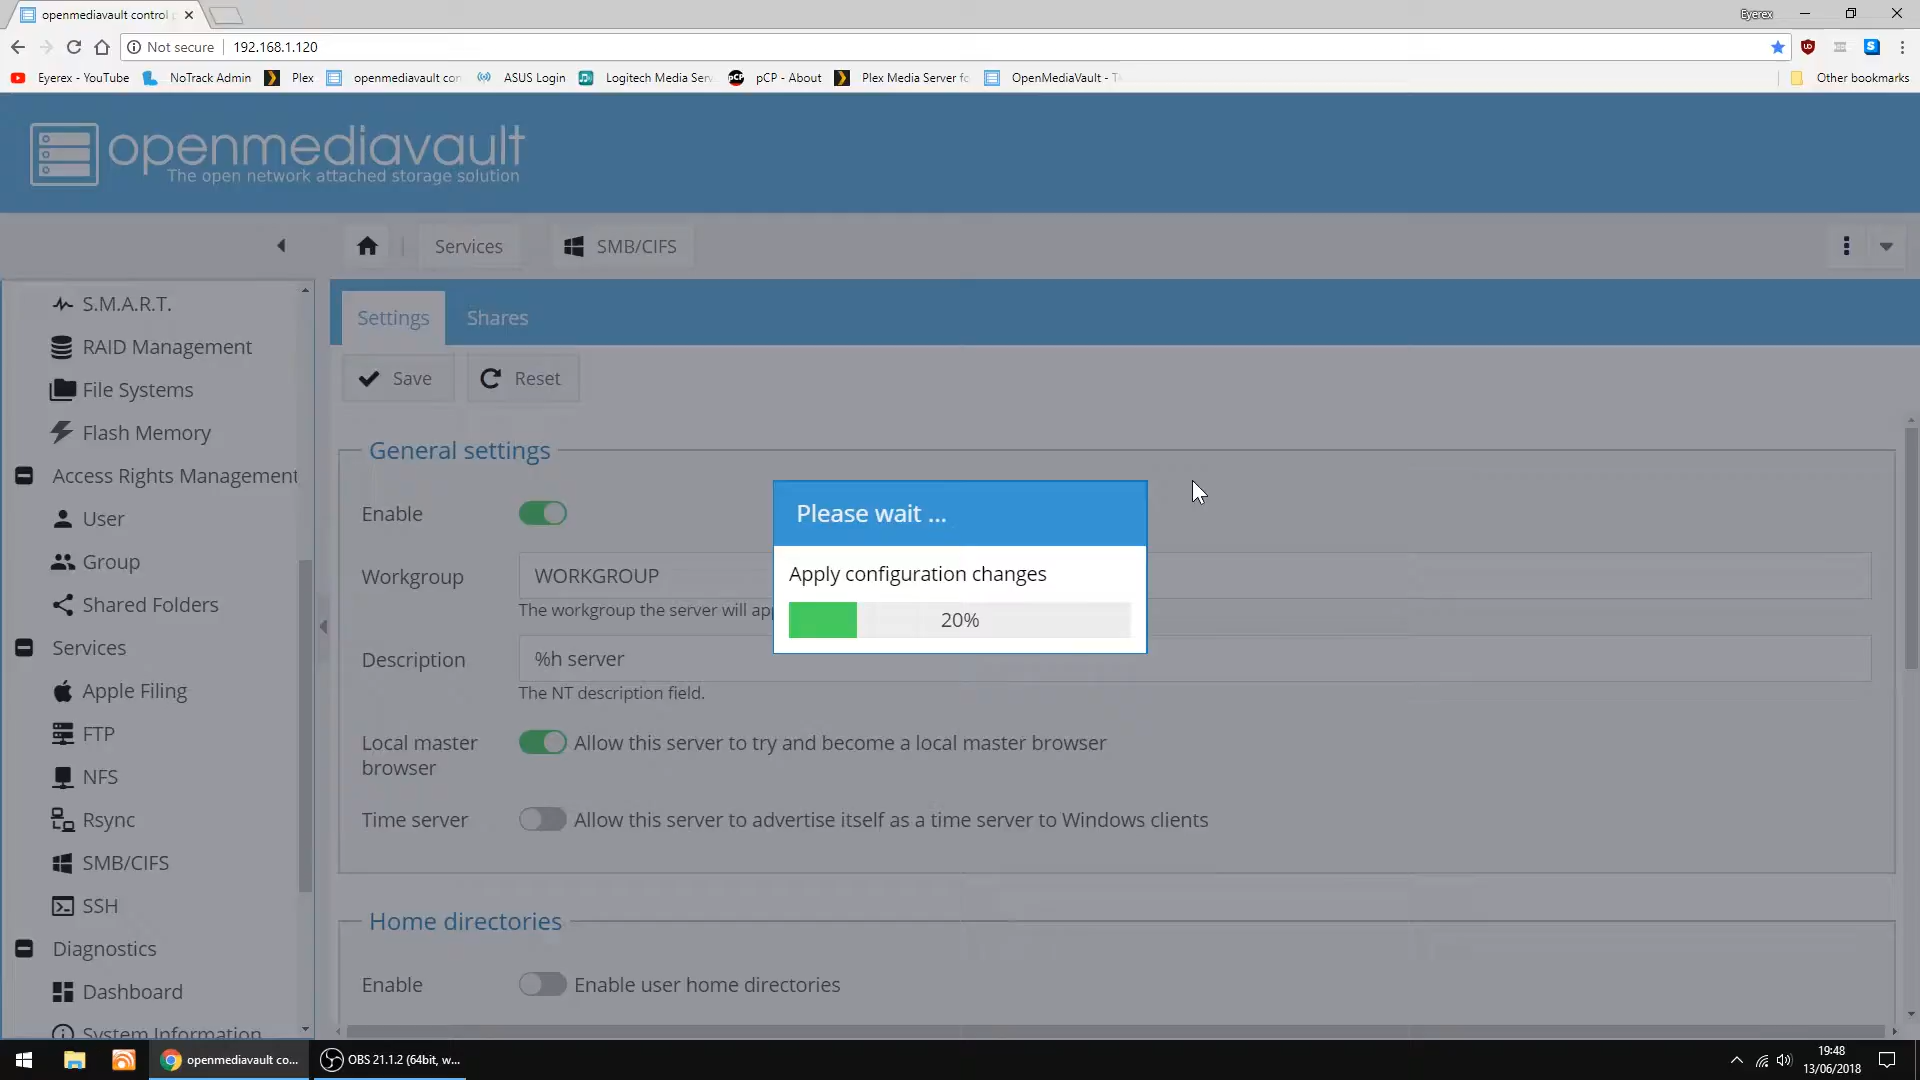 openmediavault control
Eyerex
Not secure
192.168.1.120
Eyerex - YouTube
NoTrack Admin
Plex
openmediavault con
ASUS Login
Logitech Media Serv
pCP
pCP - About
Plex Media Server fo
OpenMediaVault - T
Other bookmarks
openmediavault
The open network attached storage solution
Services
SMB/CIFS
S.M.A.R.T.
RAID Management
File Systems
Flash Memory
Access Rights Management
User
Group
Shared Folders
Services
Apple Filing
FTP
NFS
Rsync
SMB/CIFS
SSH
Diagnostics
Dashboard
System Information
Settings
Shares
Save
Reset
General settings
Enable
Workgroup
WORKGROUP
The workgroup the server will ap
Description
%h server
The NT description field.
Local master
browser
Allow this server to try and become a local master browser
Time server
Allow this server to advertise itself as a time server to Windows clients
Home directories
Enable
Enable user home directories
Please wait ...
Apply configuration changes
20%
openmediavault co...
OBS 21.1.2 (64bit, w...
19:48
13/06/2018